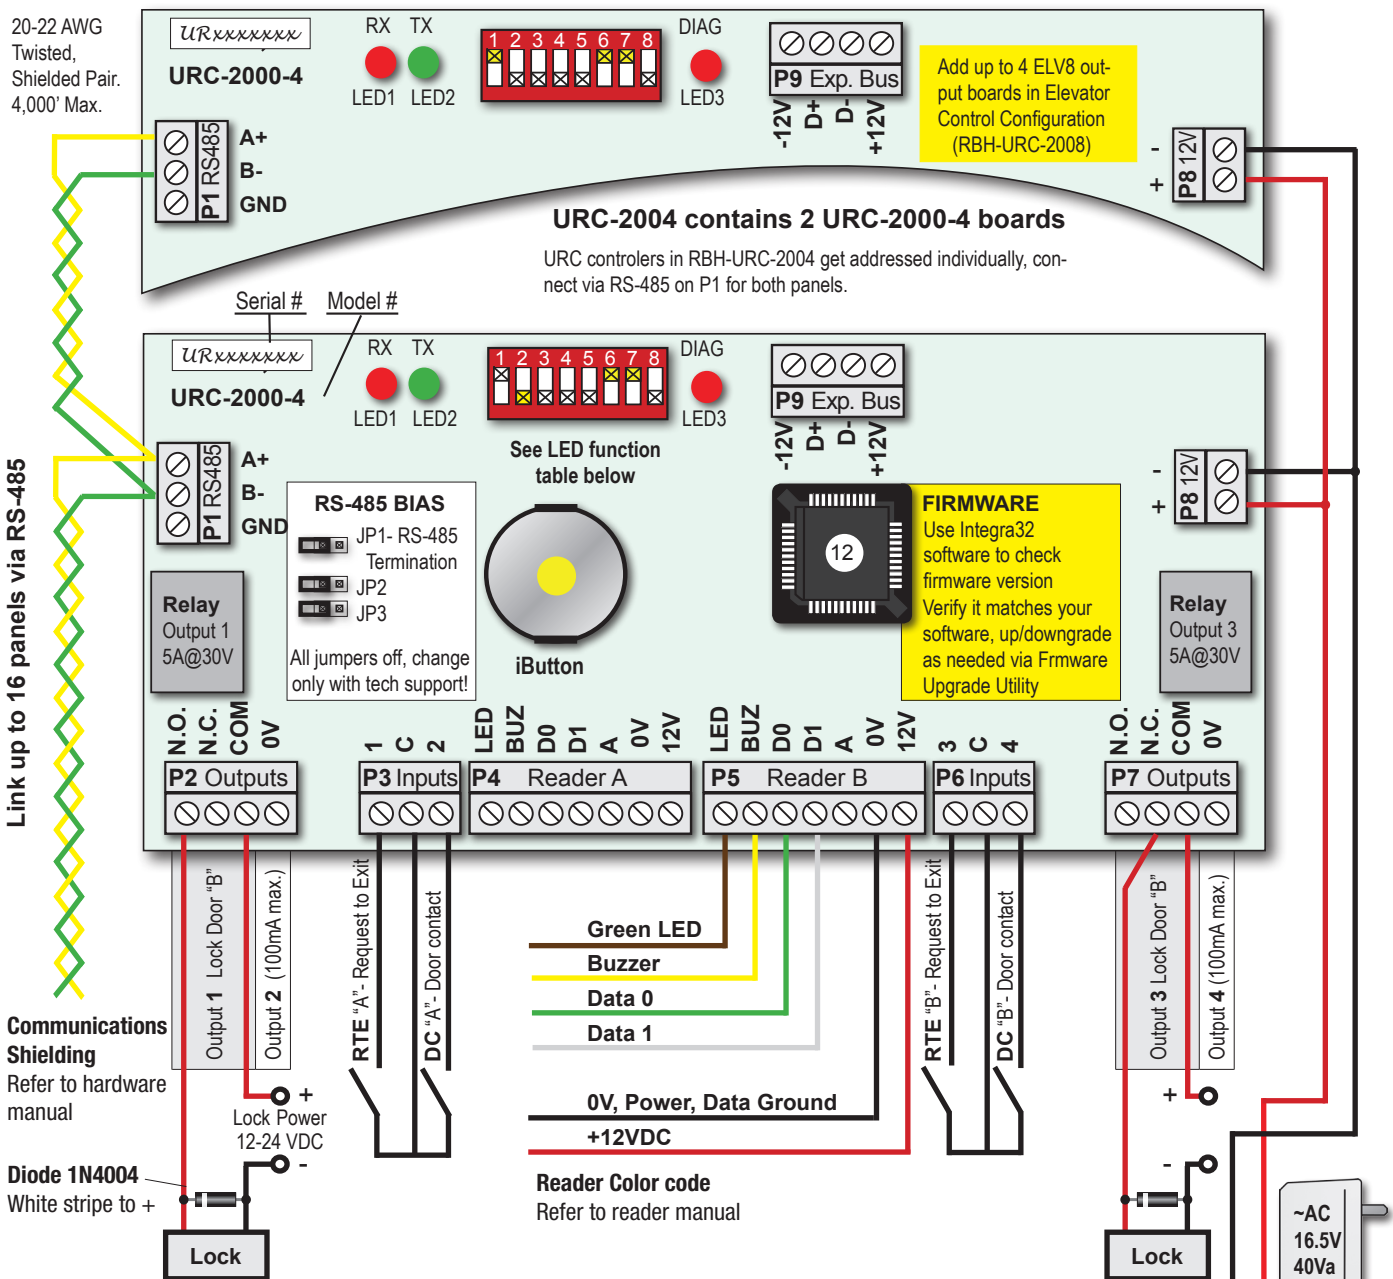 20-22 AWG
Twisted,
Shielded Pair.
4,000' Max.
URxxxxxxx
URC-2000-4
RX TX
LED1 LED2
1 2 3 4 5 6 7 8
DIAG
LED3
P9 Exp. Bus
-12V D+ D- +12V
Add up to 4 ELV8 out-
put boards in Elevator
Control Configuration
(RBH-URC-2008)
P1 RS485
A+
B-
GND
-
+
P8 12V
URC-2004 contains 2 URC-2000-4 boards
URC controlers in RBH-URC-2004 get addressed individually, con-
nect via RS-485 on P1 for both panels.
Serial # Model #
URxxxxxxx
URC-2000-4
RX TX
LED1 LED2
1 2 3 4 5 6 7 8
DIAG
LED3
See LED function
table below
P9 Exp. Bus
-12V D+ D- +12V
P1 RS485
A+
B-
GND
-
+
P8 12V
Link up to 16 panels via RS-485
RS-485 BIAS
JP1- RS-485
Termination
JP2
JP3
All jumpers off, change
only with tech support!
iButton
12
FIRMWARE
Use Integra32
software to check
firmware version
Verify it matches your
software, up/downgrade
as needed via Frmware
Upgrade Utility
Relay
Output 1
5A@30V
Relay
Output 3
5A@30V
N.O. N.C. COM 0V
P2 Outputs
1 C 2
P3 Inputs
LED BUZ D0 D1 A 0V 12V
P4 Reader A
LED BUZ D0 D1 A 0V 12V
P5 Reader B
3 C 4
P6 Inputs
N.O. N.C. COM 0V
P7 Outputs
Output 1 Lock Door “B”
Output 2 (100mA max.)
RTE “A”- Request to Exit
DC “A”- Door contact
Green LED
Buzzer
Data 0
Data 1
0V, Power, Data Ground
+12VDC
Reader Color code
Refer to reader manual
RTE “B”- Request to Exit
DC “B”- Door contact
Output 3 Lock Door “B”
Output 4 (100mA max.)
Communications
Shielding
Refer to hardware
manual
+
Lock Power
12-24 VDC
-
Diode 1N4004
White stripe to +
Lock
+
-
Lock
~AC
16.5V
40Va